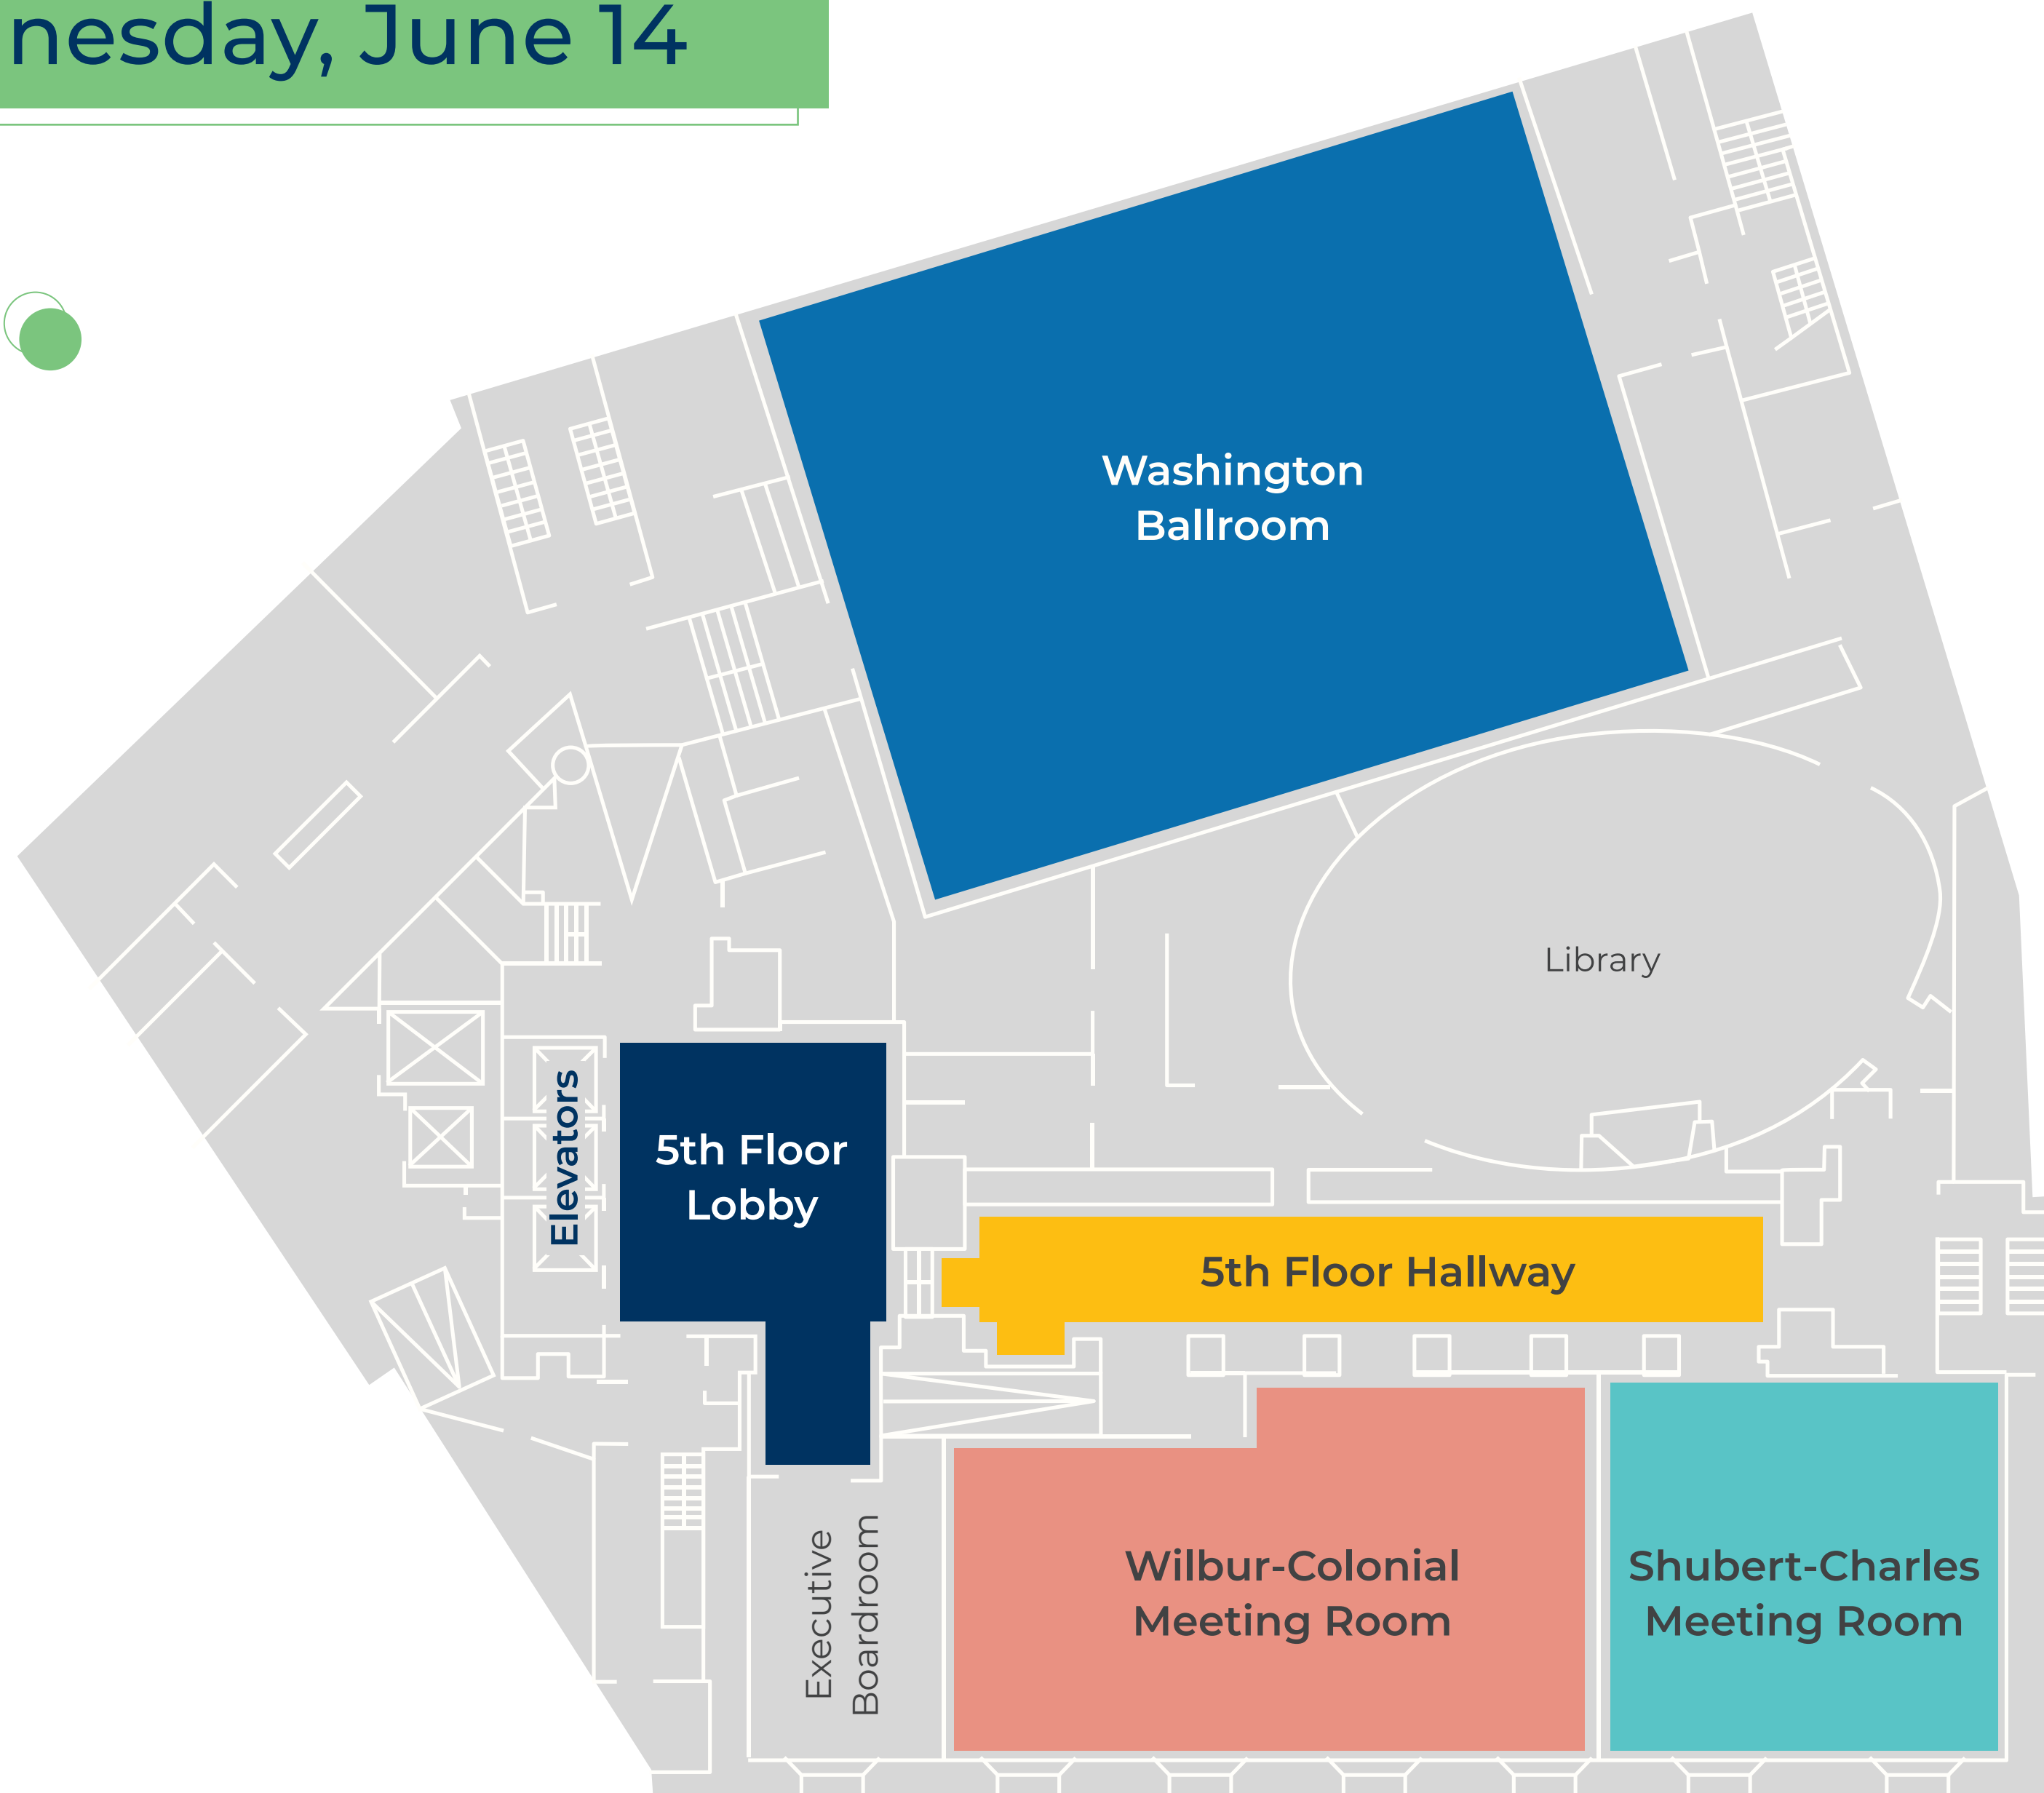 nesday, June 14
Washington
Ballroom
Library
Elevators
5th Floor
Lobby
5th Floor Hallway
Executive
Boardroom
Wilbur-Colonial
Meeting Room
Shubert-Charles
Meeting Room